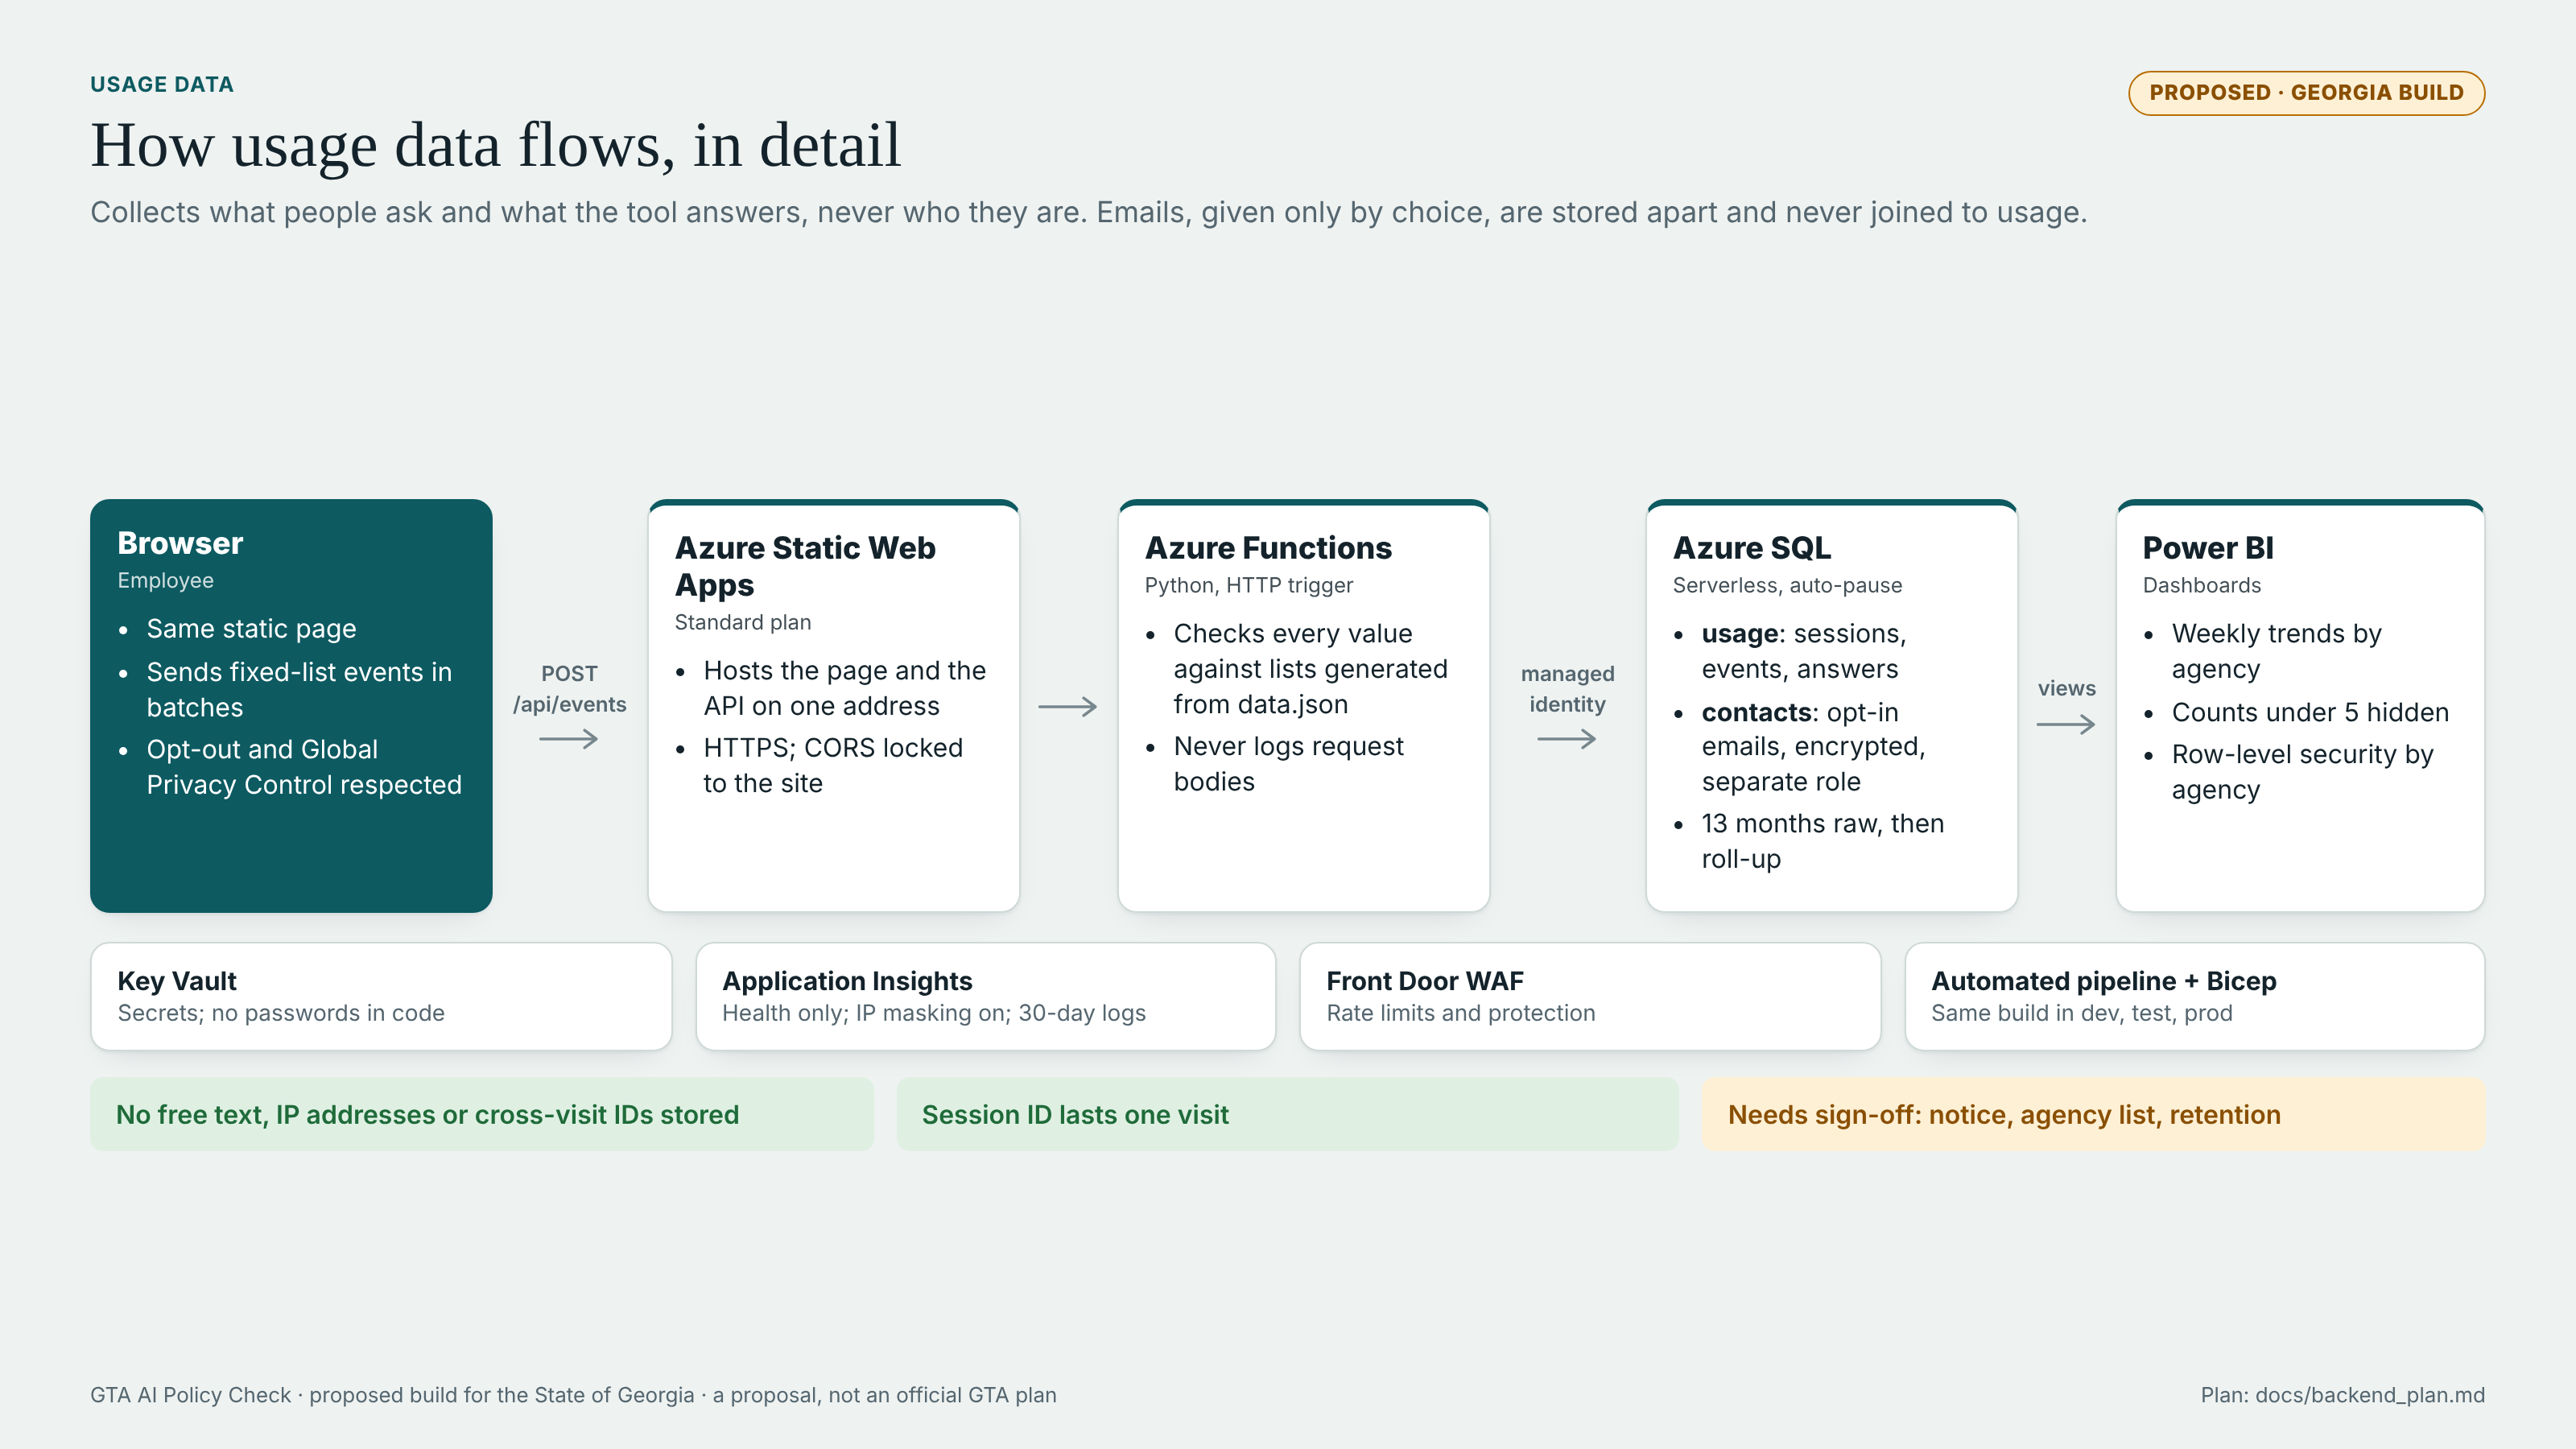 USAGE DATA
PROPOSED · GEORGIA BUILD
How usage data flows, in detail
Collects what people ask and what the tool answers, never who they are. Emails, given only by choice, are stored apart and never joined to usage.
Browser
Employee
• Same static page
• Sends fixed-list events in
batches
• Opt-out and Global
Privacy Control respected
POST
/api/events
Azure Static Web
Apps
Standard plan
• Hosts the page and the
API on one address
• HTTPS; CORS locked
to the site
Azure Functions
Python, HTTP trigger
• Checks every value
against lists generated
from data.json
• Never logs request
bodies
managed
identity
Azure SQL
Serverless, auto-pause
• usage: sessions,
events, answers
• contacts: opt-in
emails, encrypted,
separate role
• 13 months raw, then
roll-up
views
Power BI
Dashboards
• Weekly trends by
agency
• Counts under 5 hidden
• Row-level security by
agency
Key Vault
Secrets; no passwords in code
Application Insights
Health only; IP masking on; 30-day logs
Front Door WAF
Rate limits and protection
Automated pipeline + Bicep
Same build in dev, test, prod
No free text, IP addresses or cross-visit IDs stored
Session ID lasts one visit
Needs sign-off: notice, agency list, retention
GTA AI Policy Check · proposed build for the State of Georgia · a proposal, not an official GTA plan
Plan: docs/backend_plan.md